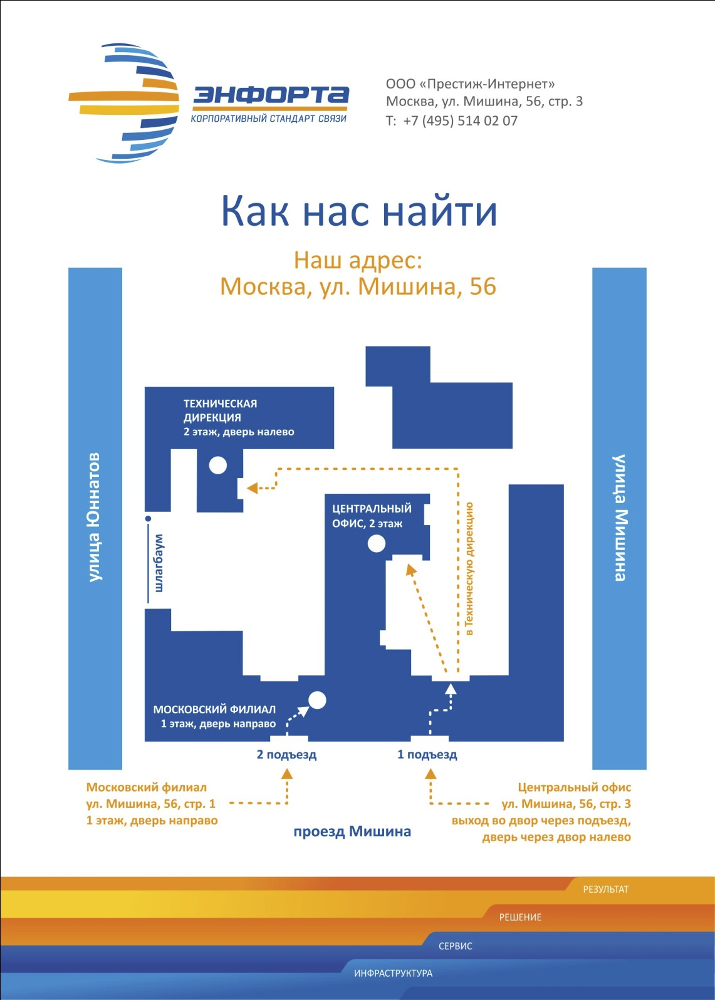 ЭНФОРТА
КОРПОРАТИВНЫЙ СТАНДАРТ СВЯЗИ
ООО «Престиж-Интернет»
Москва, ул. Мишина, 56, стр. 3
Т: +7 (495) 514 02 07
Как нас найти
Наш адрес:
Москва, ул. Мишина, 56
ТЕХНИЧЕСКАЯ
ДИРЕКЦИЯ
2 этаж, дверь налево
улица Юннатов
улица Мишина
ЦЕНТРАЛЬНЫЙ
ОФИС, 2 этаж
шлагбаум
в Техническую дирекцию
МОСКОВСКИЙ ФИЛИАЛ
1 этаж, дверь направо
2 подъезд
1 подъезд
Московский филиал
ул. Мишина, 56, стр. 1
1 этаж, дверь направо
Центральный офис
ул. Мишина, 56, стр. 3
выход во двор через подъезд,
дверь через двор налево
проезд Мишина
РЕЗУЛЬТАТ
РЕШЕНИЕ
СЕРВИС
ИНФРАСТРУКТУРА